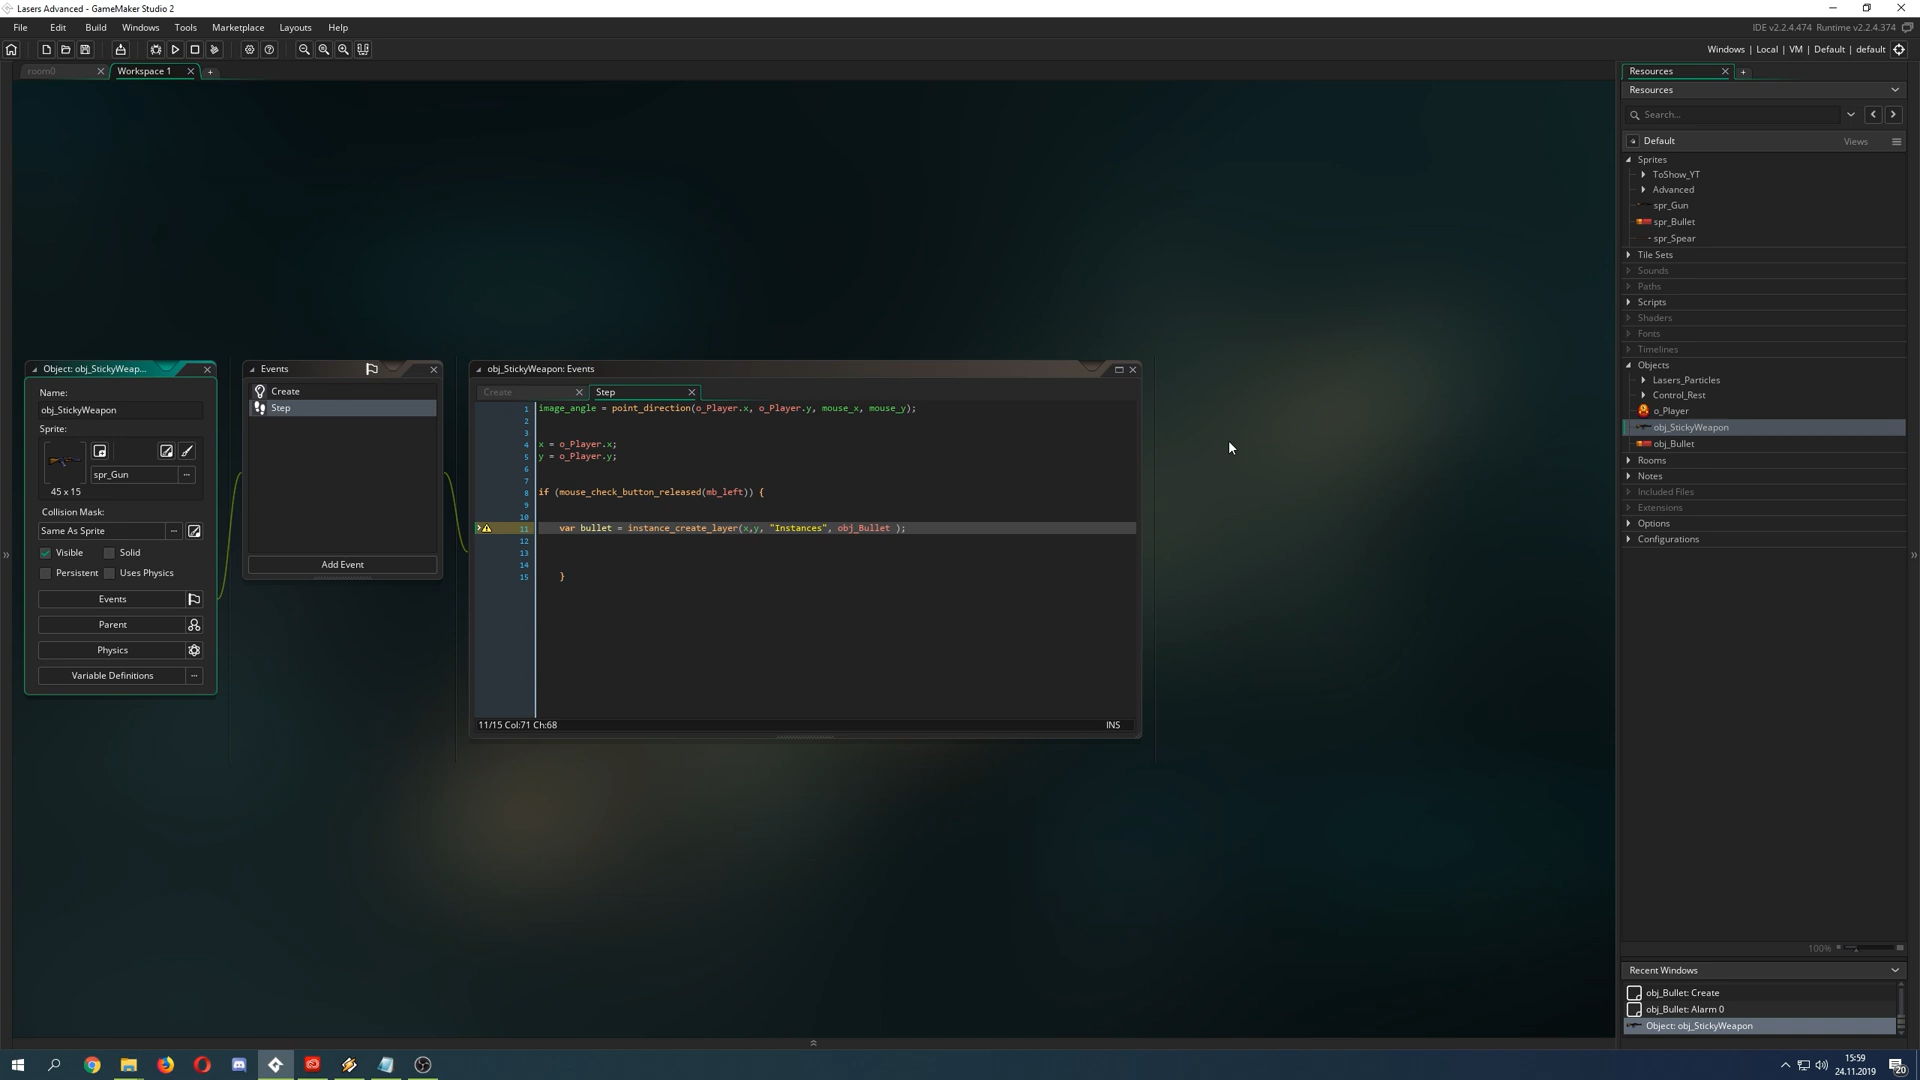 Lasers Advanced - GameMaker Studio 2
File Edit Build Windows Tools Marketplace Layouts Help
IDE v2.2.4.474 Runtime v2.2.4.374
Windows | Local | VM | Default | default
room0
Workspace 1
+
Resources
+
Resources
Search...
Default
Views
Sprites
ToShow_YT
Advanced
spr_Gun
spr_Bullet
spr_Spear
Tile Sets
Sounds
Paths
Scripts
Shaders
Fonts
Timelines
Objects
Lasers_Particles
Control_Rest
o_Player
obj_StickyWeapon
obj_Bullet
Rooms
Notes
Included Files
Extensions
Options
Configurations
100%
Recent Windows
obj_Bullet: Create
obj_Bullet: Alarm 0
Object: obj_StickyWeapon
Object: obj_StickyWeap...
Name:
obj_StickyWeapon
Sprite:
spr_Gun
...
45 x 15
Collision Mask:
Same As Sprite
...
Visible
Solid
Persistent
Uses Physics
Events
Parent
Physics
Variable Definitions
...
Events
Create
Step
Add Event
obj_StickyWeapon: Events
Create
Step
1 image_angle = point_direction(o_Player.x, o_Player.y, mouse_x, mouse_y);
2
3
4 x = o_Player.x;
5 y = o_Player.y;
6
7
8 if (mouse_check_button_released(mb_left)) {
9
10
11 var bullet = instance_create_layer(x,y, "Instances", obj_Bullet );
12
13
14
15 }
11/15 Col:71 Ch:68
INS
15:59
24.11.2019
20